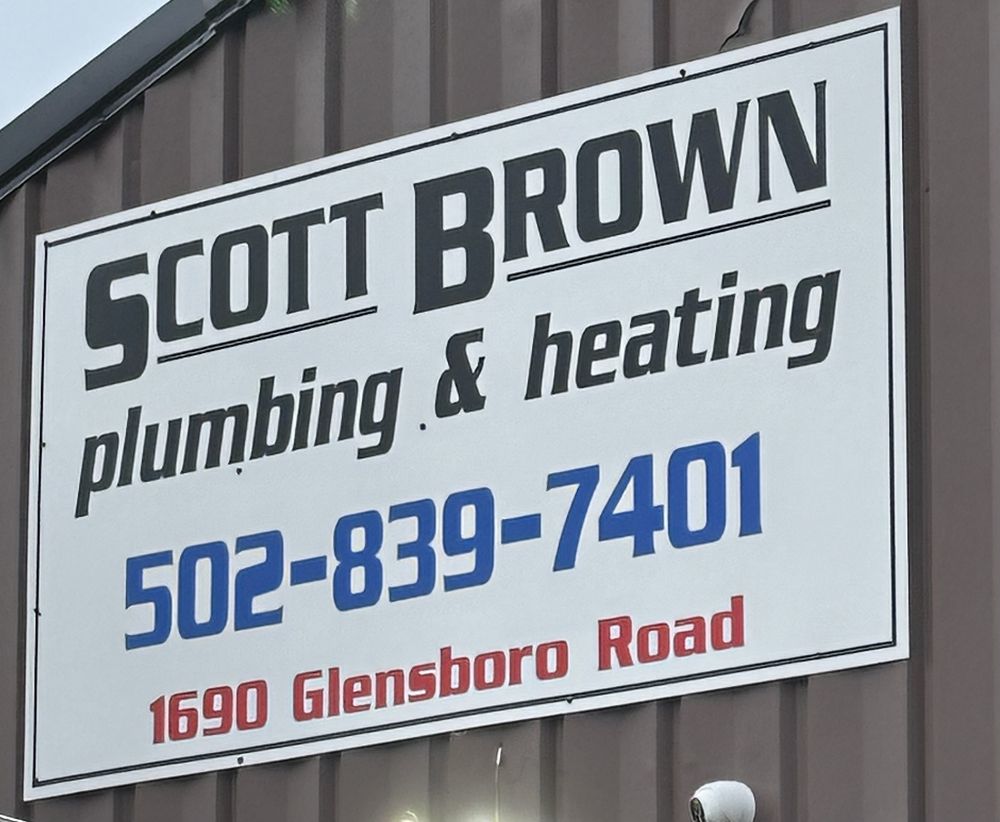 SCOTT BROWN
plumbing & heating
502-839-7401
1690 Glensboro Road